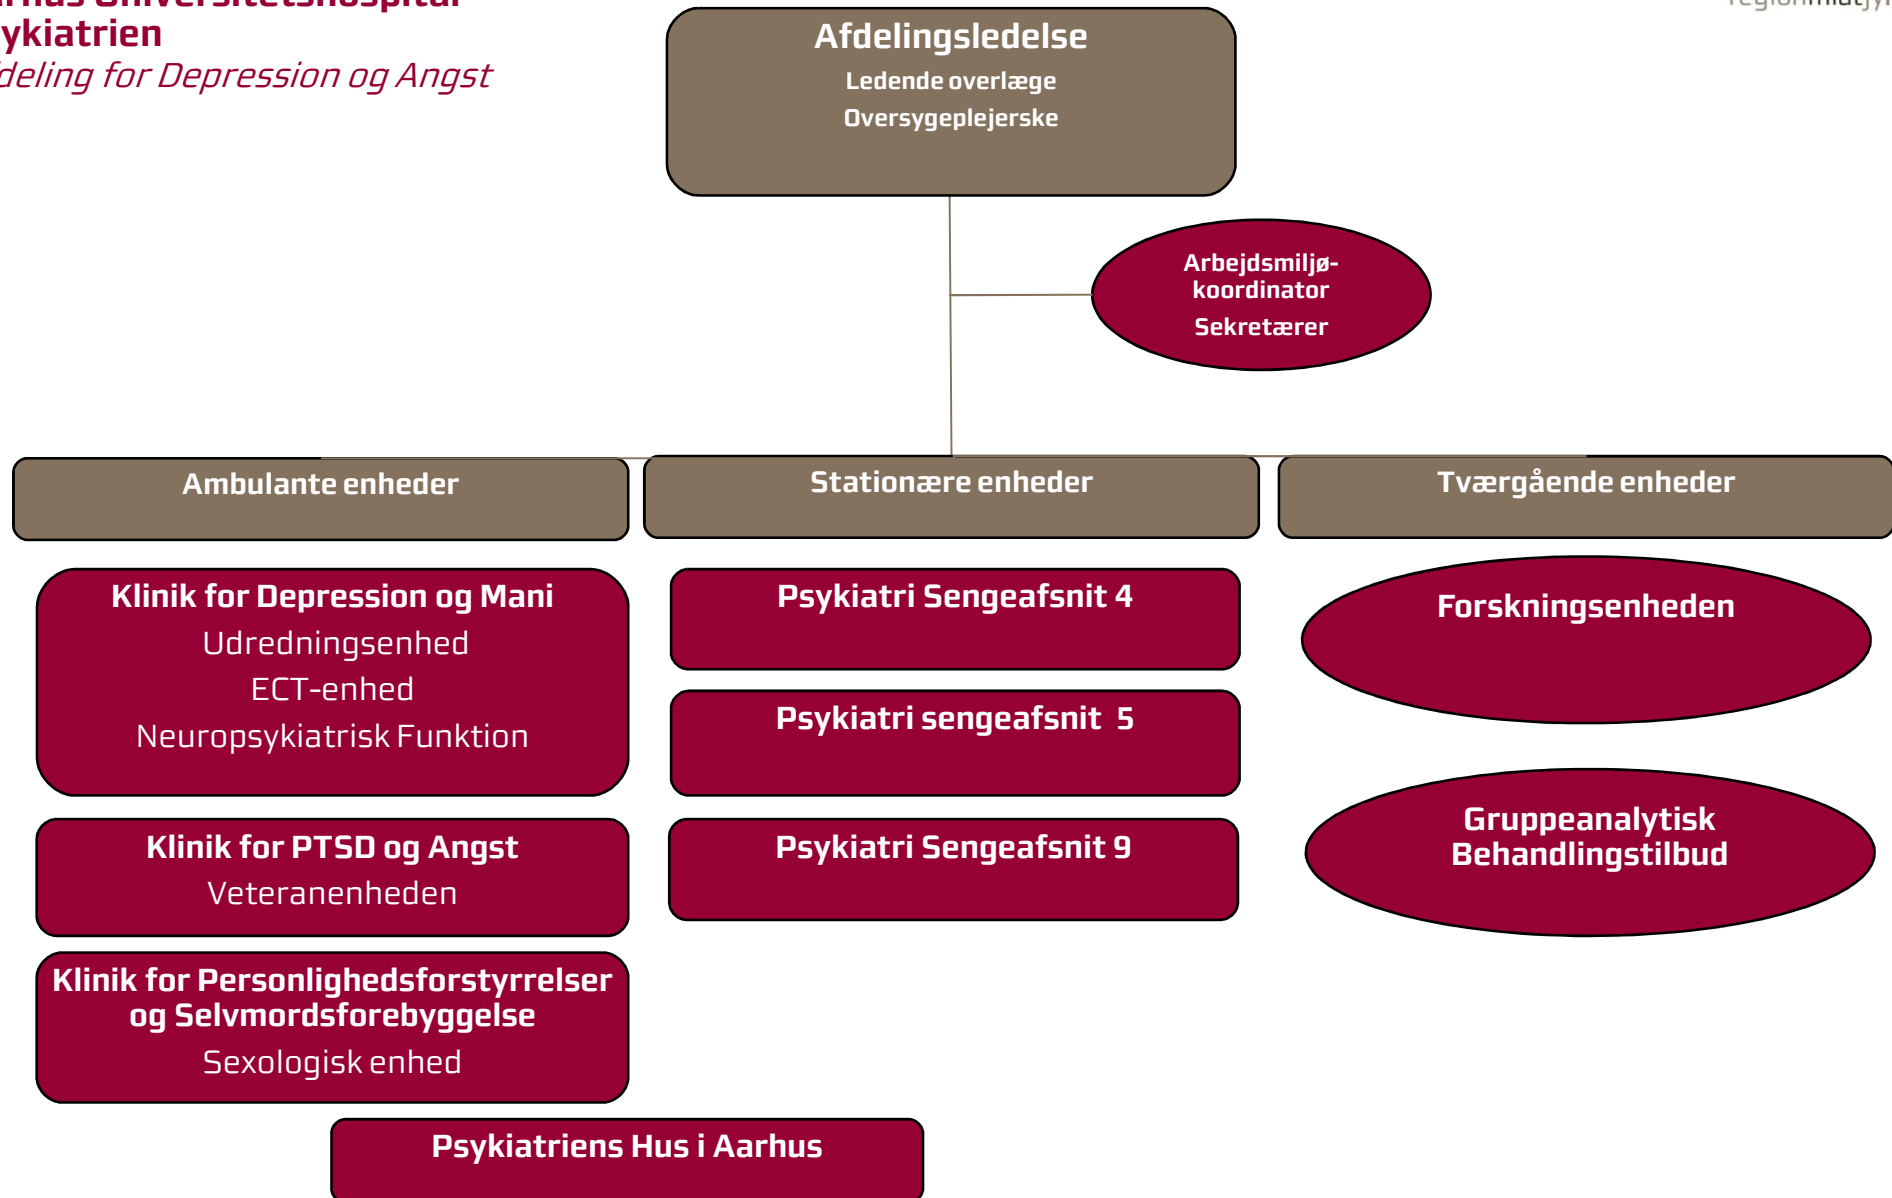 Universitetshospital
Afdelingsledelse
Ledende overlæge
Oversygeplejerske
for Depression og Angst
Arbejdsmiljø-
koordinator
Sekretærer
Ambulante enheder
Stationære enheder
Tværgående enheder
Klinik for Depression og Mani
Udredningsenhed
ECT-enhed
Neuropsykiatrisk Funktion
Klinik for PTSD og Angst
Veteranenheden
Klinik for Personlighedsforstyrrelser
og Selvmordsforebyggelse
Sexologisk enhed
Psykiatri Sengeafsnit 4
Psykiatri sengeafsnit 5
Psykiatri Sengeafsnit 9
Forskningsenheden
Gruppeanalytisk
Behandlingstilbud
Psykiatriens Hus i Aarhus